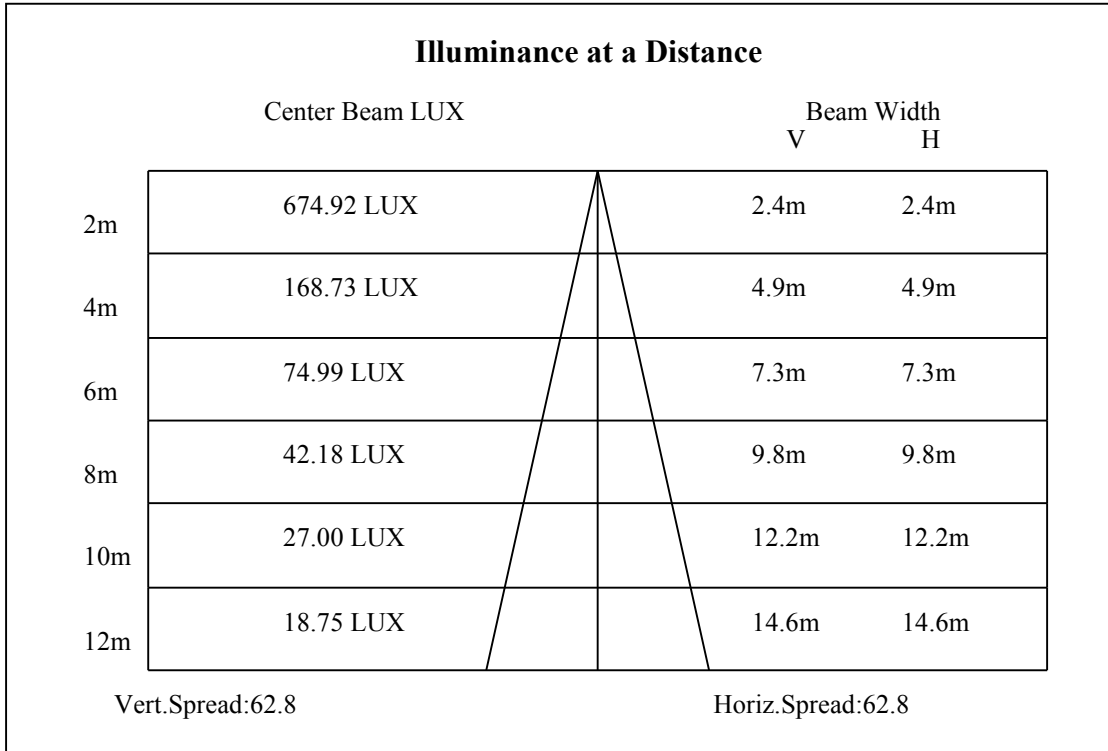 Illuminance at a Distance
Center Beam LUX Beam Width
V H
2m 674.92 LUX 2.4m 2.4m
4m 168.73 LUX 4.9m 4.9m
6m 74.99 LUX 7.3m 7.3m
8m 42.18 LUX 9.8m 9.8m
10m 27.00 LUX 12.2m 12.2m
12m 18.75 LUX 14.6m 14.6m
Vert.Spread:62.8 Horiz.Spread:62.8